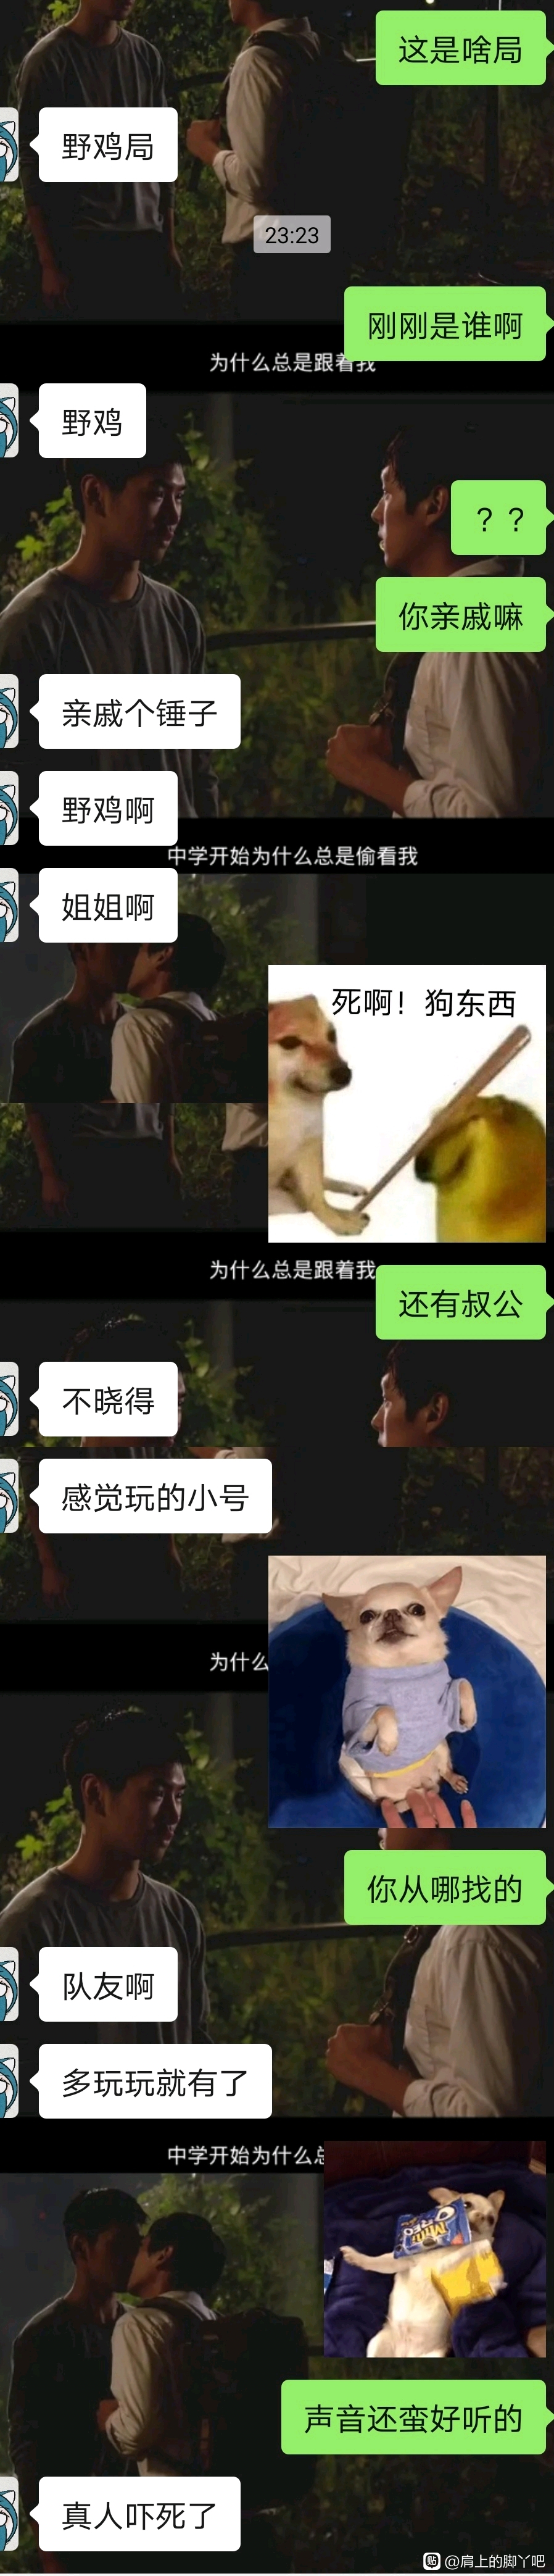 这是啥局
野鸡局
23:23
刚刚是谁啊
为什么总是跟着我
野鸡
？？
你亲戚嘛
亲戚个锤子
野鸡啊
中学开始为什么总是偷看我
姐姐啊
死啊！狗东西
为什么总是跟着我
还有叔公
不晓得
感觉玩的小号
为什么
你从哪找的
队友啊
多玩玩就有了
中学开始为什么总
OREO
Mini
声音还蛮好听的
真人吓死了
贴 @肩上的脚丫吧